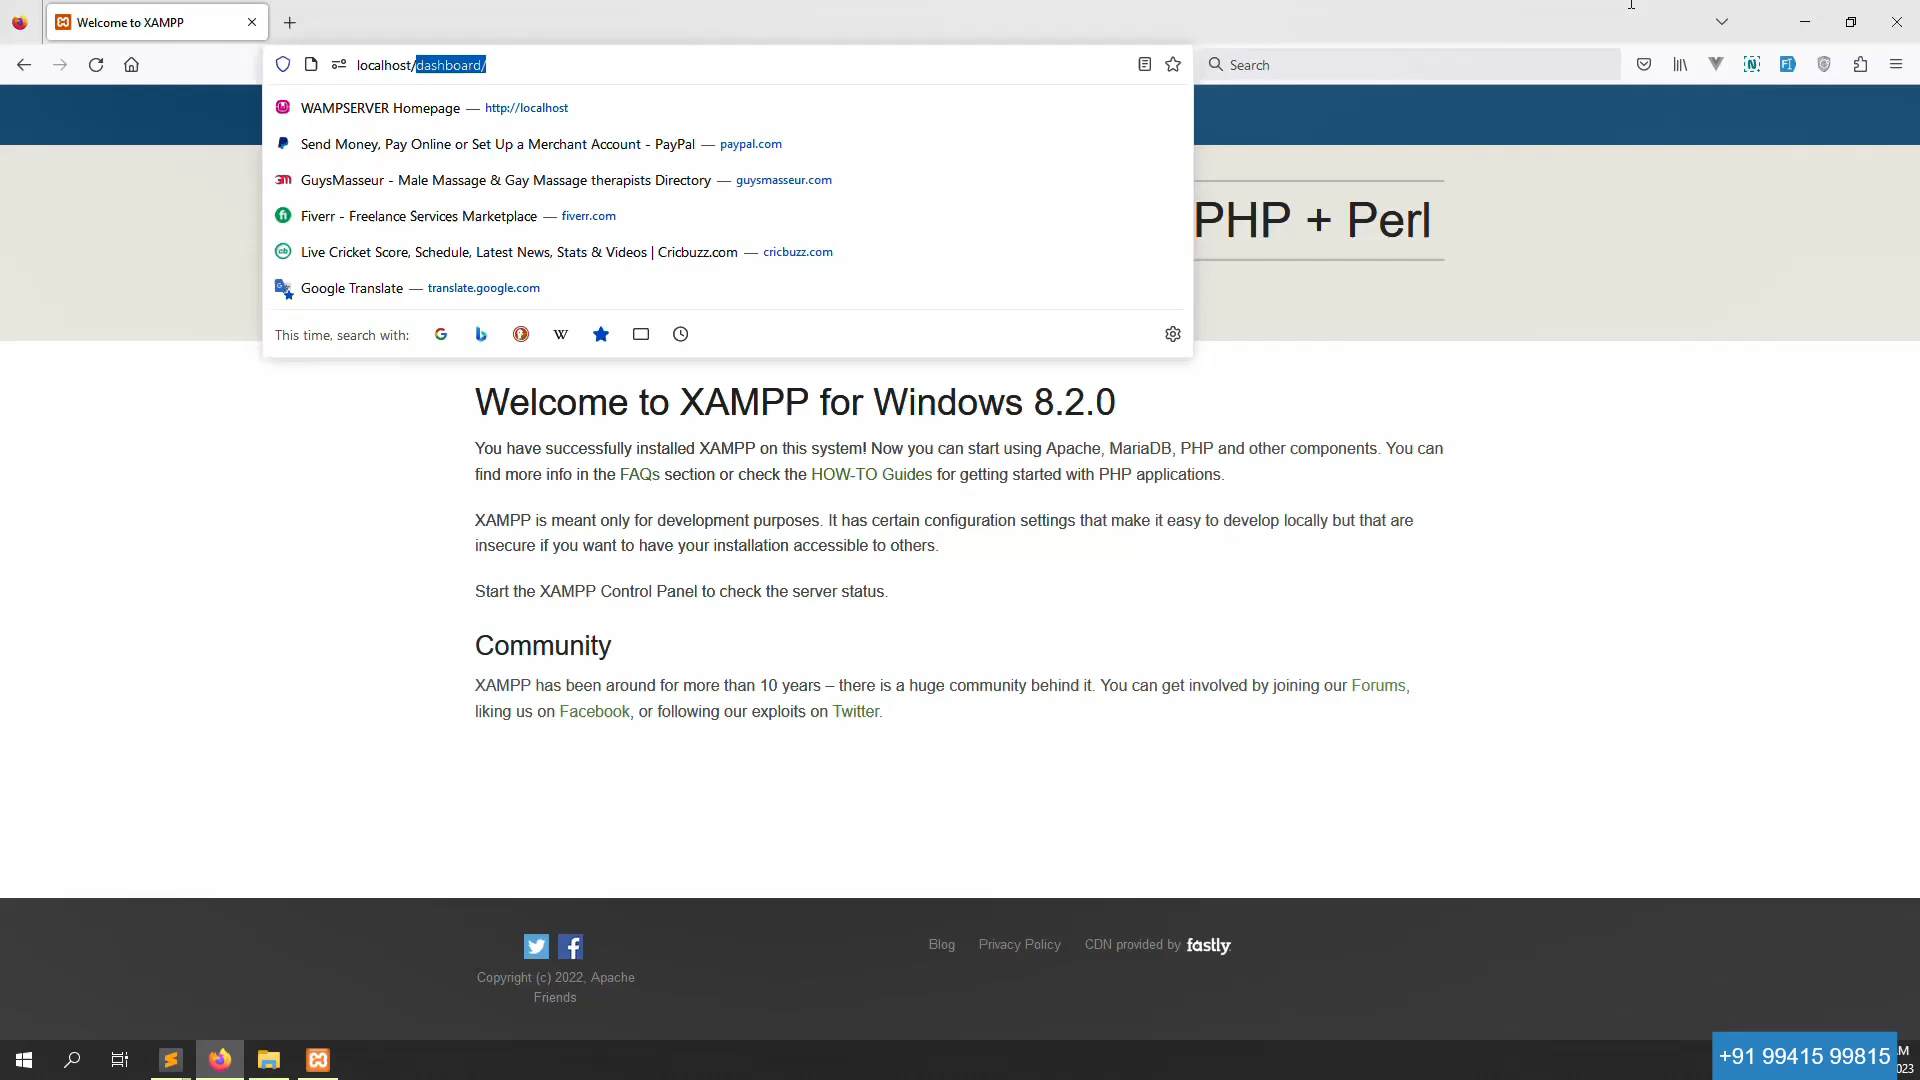 Welcome to XAMPP
localhost/dashboard/
Search
WAMPSERVER Homepage — http://localhost
Send Money, Pay Online or Set Up a Merchant Account - PayPal — paypal.com
GuysMasseur - Male Massage & Gay Massage therapists Directory — guysmasseur.com
Fiverr - Freelance Services Marketplace — fiverr.com
Live Cricket Score, Schedule, Latest News, Stats & Videos | Cricbuzz.com — cricbuzz.com
Google Translate — translate.google.com
This time, search with:
PHP + Perl
Welcome to XAMPP for Windows 8.2.0
You have successfully installed XAMPP on this system! Now you can start using Apache, MariaDB, PHP and other components. You can
find more info in the FAQs section or check the HOW-TO Guides for getting started with PHP applications.
XAMPP is meant only for development purposes. It has certain configuration settings that make it easy to develop locally but that are
insecure if you want to have your installation accessible to others.
Start the XAMPP Control Panel to check the server status.
Community
XAMPP has been around for more than 10 years – there is a huge community behind it. You can get involved by joining our Forums,
liking us on Facebook, or following our exploits on Twitter.
Blog Privacy Policy CDN provided by fastly
Copyright (c) 2022, Apache
Friends
+91 99415 99815